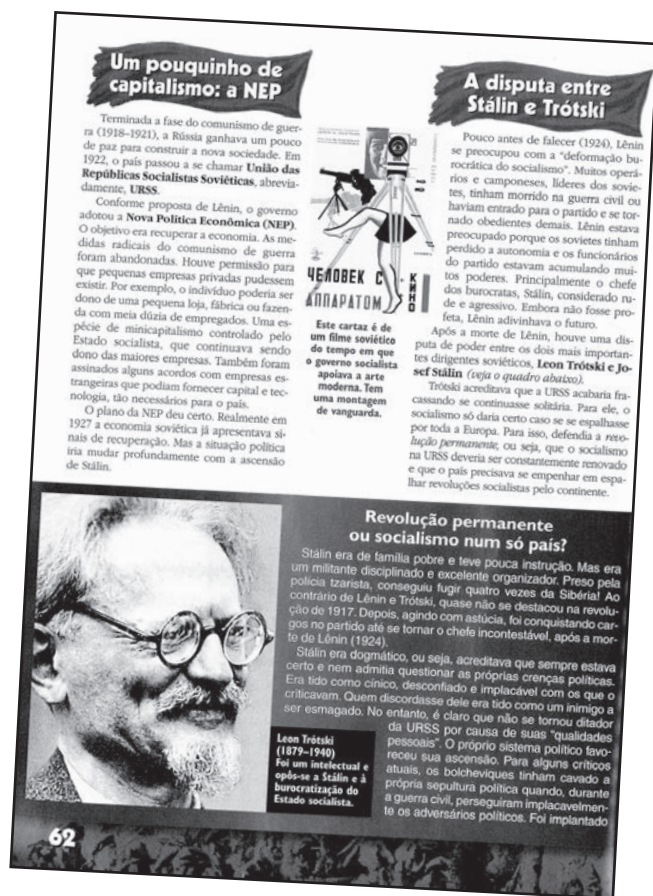 Um pouquinho de
capitalismo: a NEP
Terminada a fase do comunismo de guer-
ra (1918–1921), a Rússia ganhava um pouco
de paz para construir a nova sociedade. Em
1922, o país passou a se chamar União das
Repúblicas Socialistas Soviéticas, abrevia-
damente, URSS.
Conforme proposta de Lênin, o governo
adotou a Nova Política Econômica (NEP).
O objetivo era recuperar a economia. As me-
didas radicais do comunismo de guerra
foram abandonadas. Houve permissão para
que pequenas empresas privadas pudessem
existir. Por exemplo, o indivíduo poderia ser
dono de uma pequena loja, fábrica ou fazen-
da com meia dúzia de empregados. Uma es-
pécie de minicapitalismo controlado pelo
Estado socialista, que continuava sendo
dono das maiores empresas. Também foram
assinados alguns acordos com empresas es-
trangeiras que podiam fornecer capital e tec-
nologia, tão necessários para o país.
O plano da NEP deu certo. Realmente em
1927 a economia soviética já apresentava si-
nais de recuperação. Mas a situação política
iria mudar profundamente com a ascensão
de Stálin.
ЧЕЛОВЕК С
КИНО
АППАРАТОМ
Este cartaz é de
um filme soviético
do tempo em que
o governo socialista
apoiava a arte
moderna. Tem
uma montagem
de vanguarda.
A disputa entre
Stálin e Trótski
Pouco antes de falecer (1924), Lênin
se preocupou com a “deformação bu-
rocrática do socialismo”. Muitos operá-
rios e camponeses, líderes dos sovie-
tes, tinham morrido na guerra civil ou
haviam entrado para o partido e se tor-
nado obedientes demais. Lênin estava
preocupado porque os sovietes tinham
perdido a autonomia e os funcionários
do partido estavam acumulando mui-
tos poderes. Principalmente o chefe
dos burocratas, Stálin, considerado ru-
de e agressivo. Embora não fosse pro-
feta, Lênin adivinhava o futuro.
Após a morte de Lênin, houve uma dis-
puta de poder entre os dois mais importan-
tes dirigentes soviéticos, Leon Trótski e Jo-
sef Stálin (veja o quadro abaixo).
Trótski acreditava que a URSS acabaria fra-
cassando se continuasse solitária. Para ele, o
socialismo só daria certo caso se se espalhasse
por toda a Europa. Para isso, defendia a revo-
lução permanente, ou seja, que o socialismo
na URSS deveria ser constantemente renovado
e que o país precisava se empenhar em espa-
lhar revoluções socialistas pelo continente.
Revolução permanente
ou socialismo num só país?
Stálin era de família pobre e teve pouca instrução. Mas era
um militante disciplinado e excelente organizador. Preso pela
polícia tzarista, conseguiu fugir quatro vezes da Sibéria! Ao
contrário de Lênin e Trótski, quase não se destacou na revolu-
ção de 1917. Depois, agindo com astúcia, foi conquistando car-
gos no partido até se tornar o chefe incontestável, após a mor-
te de Lênin (1924).
Stálin era dogmático, ou seja, acreditava que sempre estava
certo e nem admitia questionar as próprias crenças políticas.
Era tido como cínico, desconfiado e implacável com os que o
criticavam. Quem discordasse dele era tido como um inimigo a
ser esmagado. No entanto, é claro que não se tornou ditador
da URSS por causa de suas “qualidades
pessoais”. O próprio sistema político favo-
receu sua ascensão. Para alguns críticos
atuais, os bolcheviques tinham cavado a
própria sepultura política quando, durante
a guerra civil, perseguiram implacavelmen-
te os adversários políticos. Foi implantado
Leon Trótski
(1879–1940)
Foi um intelectual e
opôs-se a Stálin e à
burocratização do
Estado socialista.
62